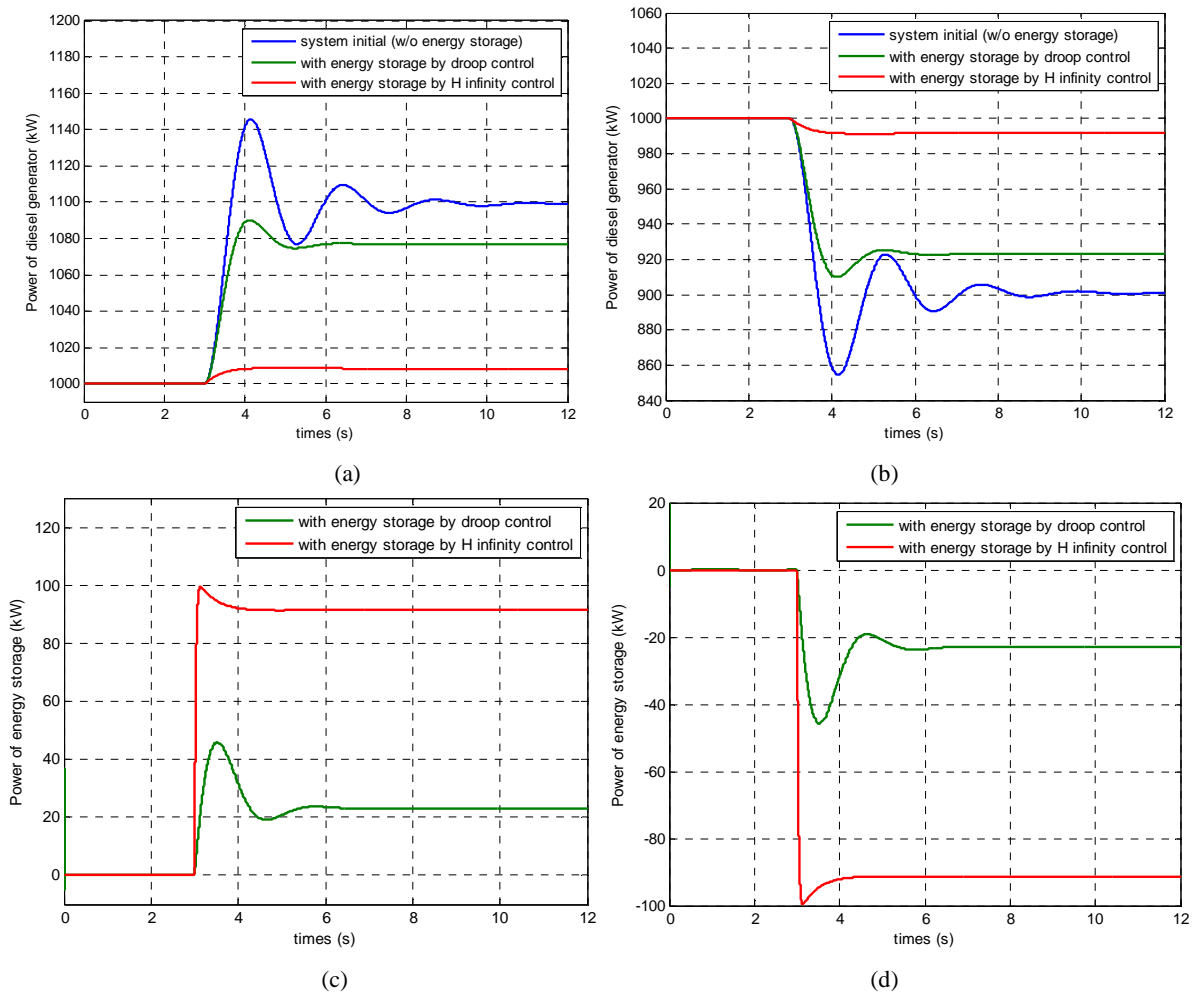 1200
1180
1160
1140
1120
1100
1080
1060
1040
1020
1000
Power of diesel generator (kW)
system initial (w/o energy storage)
with energy storage by droop control
with energy storage by H infinity control
0 2 4 6 8 10 12
times (s)
(a)
1060
1040
1020
1000
980
960
940
920
900
880
860
840
Power of diesel generator (kW)
system initial (w/o energy storage)
with energy storage by droop control
with energy storage by H infinity control
0 2 4 6 8 10 12
times (s)
(b)
120
100
80
60
40
20
0
Power of energy storage (kW)
with energy storage by droop control
with energy storage by H infinity control
0 2 4 6 8 10 12
times (s)
(c)
20
0
-20
-40
-60
-80
-100
Power of energy storage (kW)
with energy storage by droop control
with energy storage by H infinity control
0 2 4 6 8 10 12
times (s)
(d)